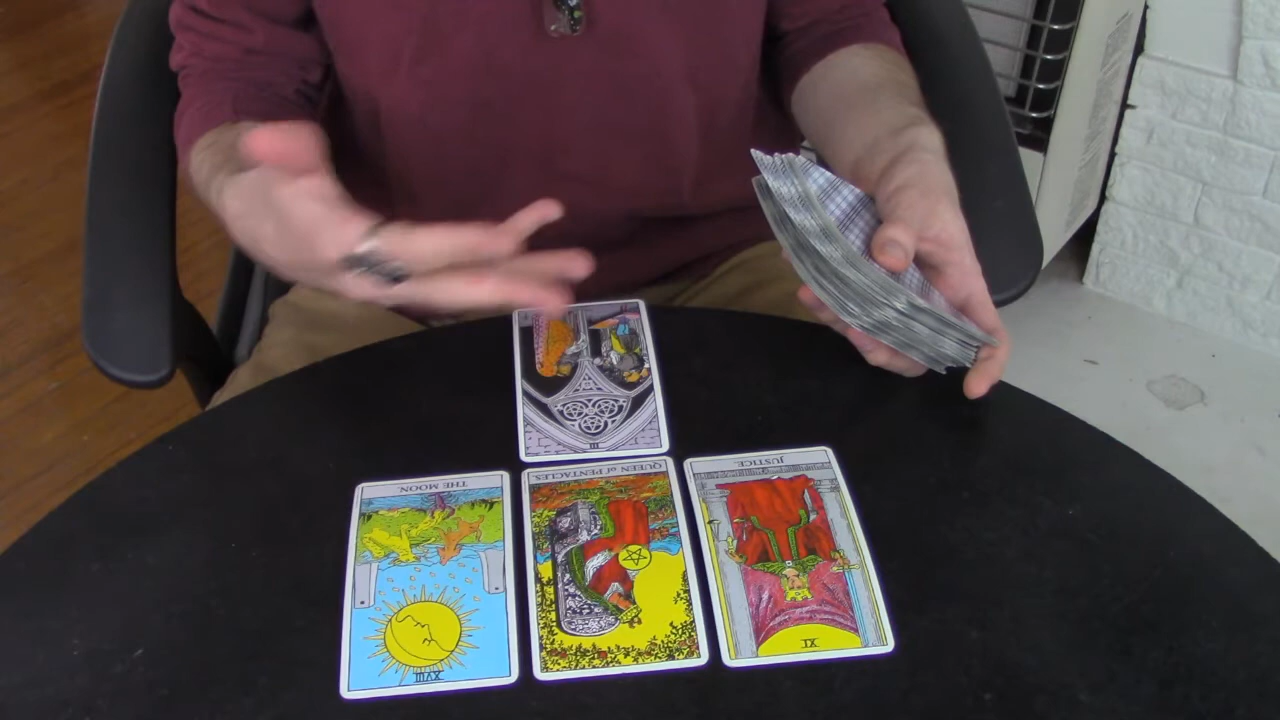 III
THE MOON.
XVIII
QUEEN of PENTACLES.
JUSTICE.
XI